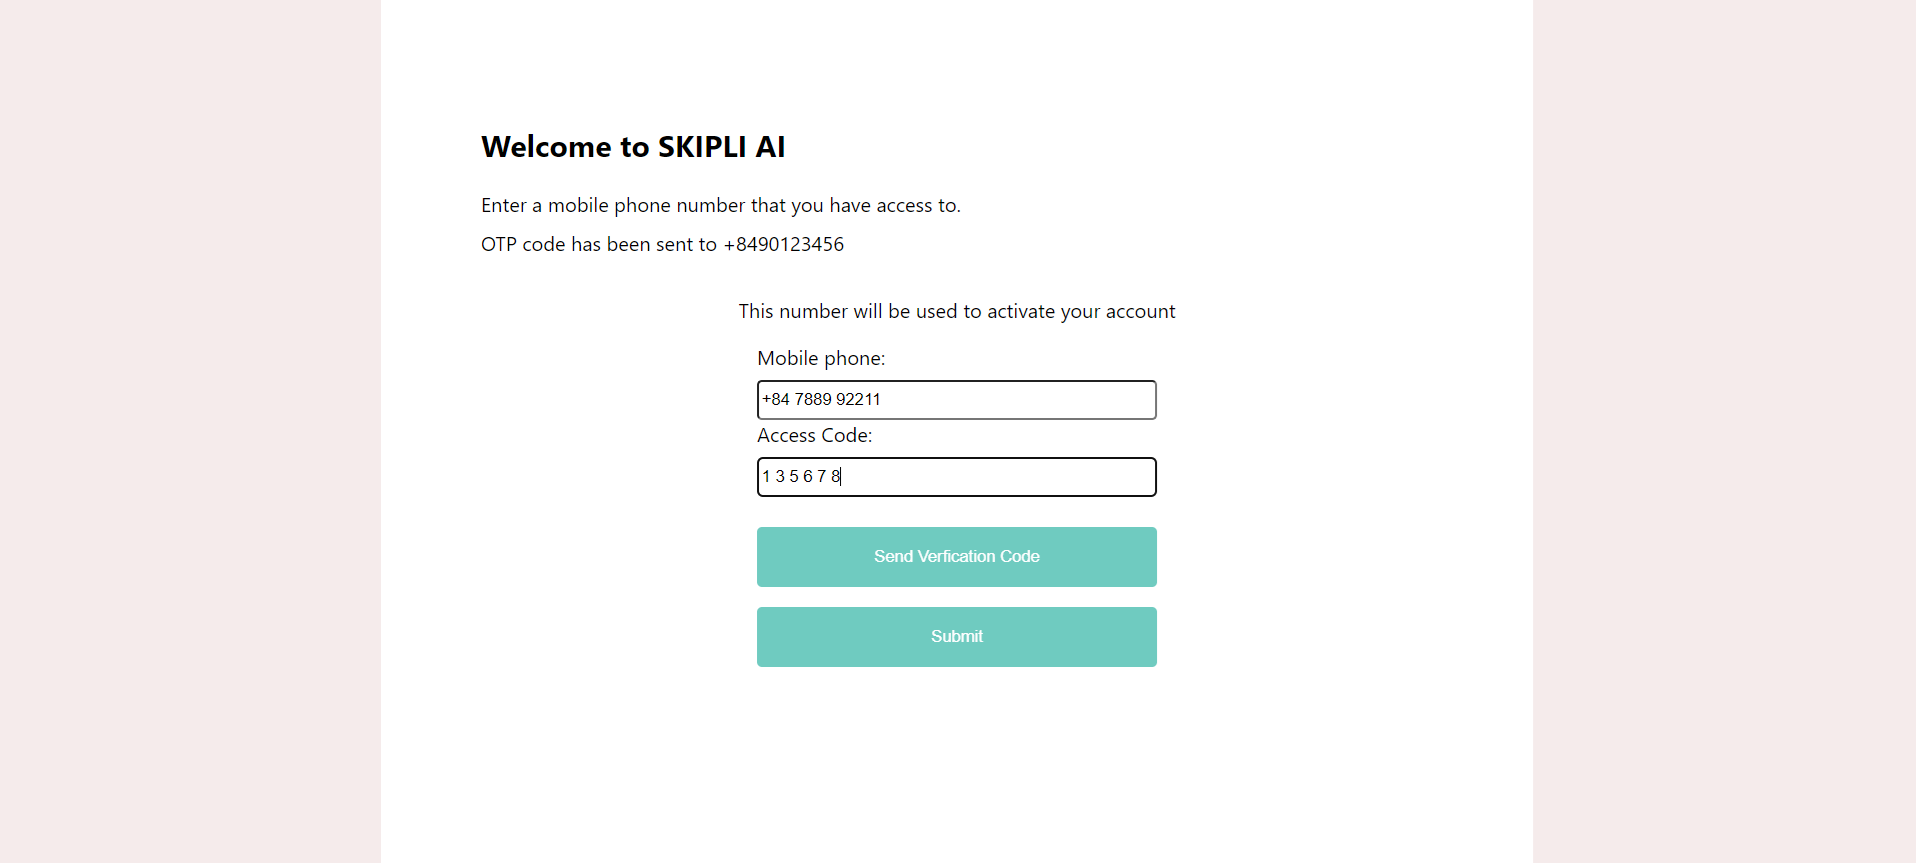 Welcome to SKIPLI AI
Enter a mobile phone number that you have access to.
OTP code has been sent to +8490123456
This number will be used to activate your account
Mobile phone:
+84 7889 92211
Access Code:
1 3 5 6 7 8
Send Verfication Code
Submit